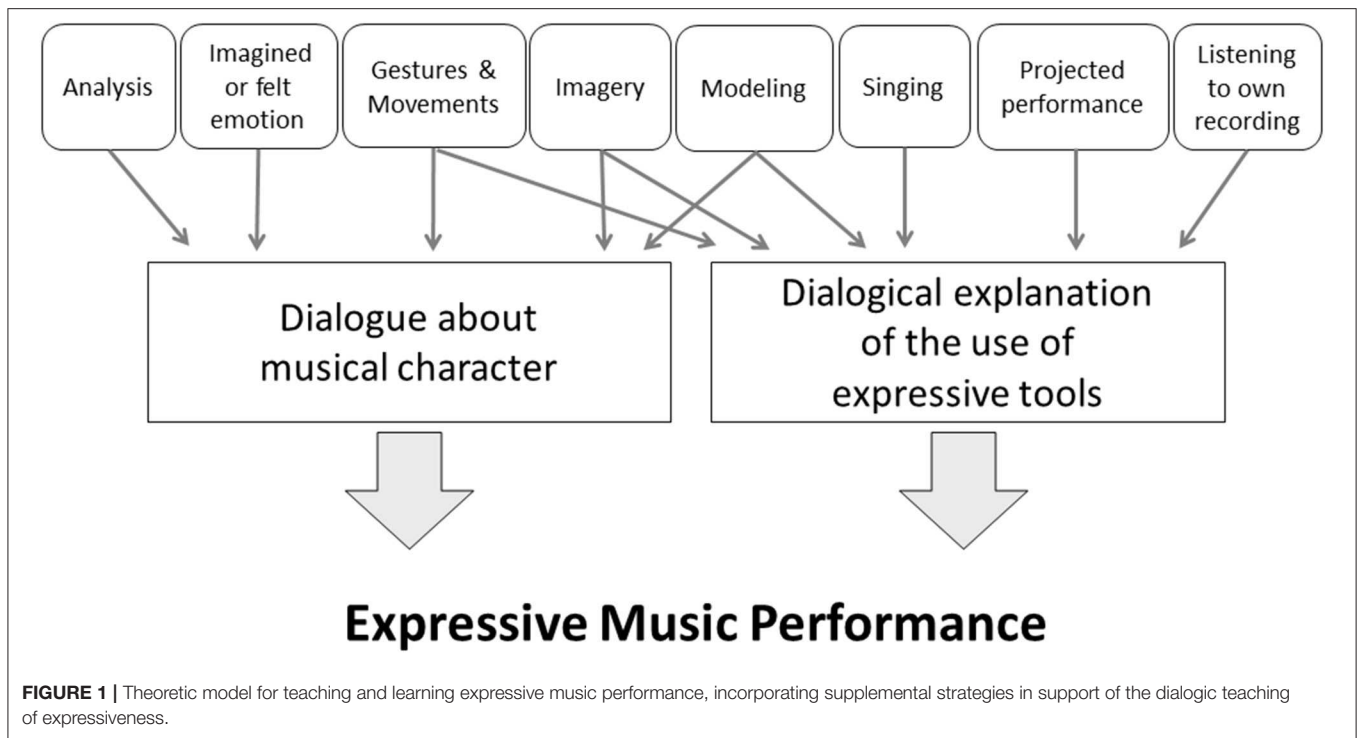 Analysis
Imagined
or felt
emotion
Gestures &
Movements
Imagery
Modeling
Singing
Projected
performance
Listening
to own
recording
Dialogue about
musical character
Dialogical explanation
of the use of
expressive tools
Expressive Music Performance
FIGURE 1 | Theoretic model for teaching and learning expressive music performance, incorporating supplemental strategies in support of the dialogic teaching
of expressiveness.